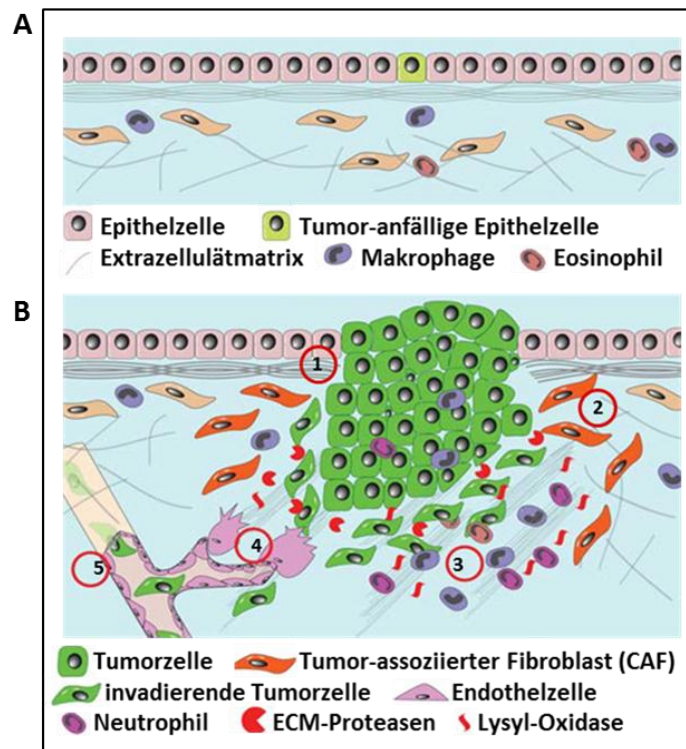 A
Epithelzelle Tumor-anfällige Epithelzelle
Extrazellulätmatrix Makrophage Eosinophil
B
1
2
3
4
5
Tumorzelle Tumor-assoziierter Fibroblast (CAF)
invadierende Tumorzelle Endothelzelle
Neutrophil ECM-Proteasen Lysyl-Oxidase